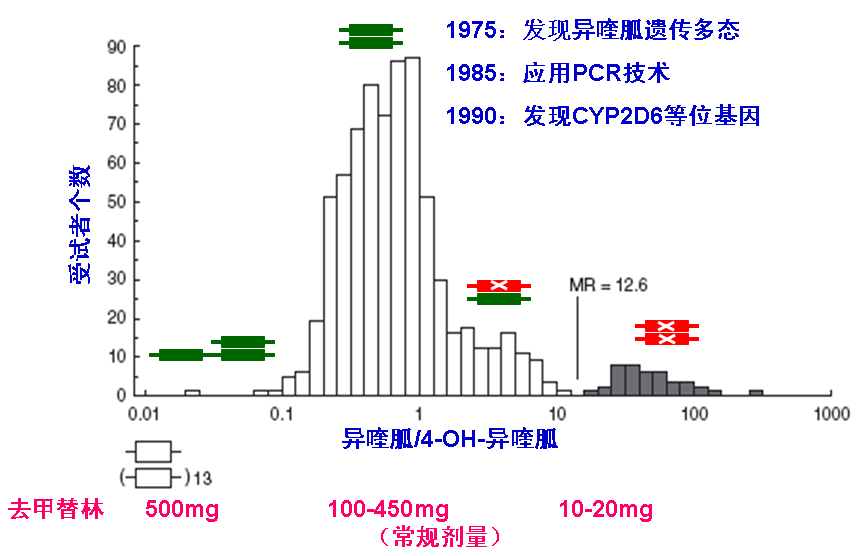 1975：发现异喹胍遗传多态
1985：应用PCR技术
1990：发现CYP2D6等位基因
受试者个数
90
80
70
60
50
40
30
20
10
0
MR = 12.6
0.01 0.1 1 10 100 1000
异喹胍/4-OH-异喹胍
( )13
去甲替林 500mg 100-450mg 10-20mg
（常规剂量）